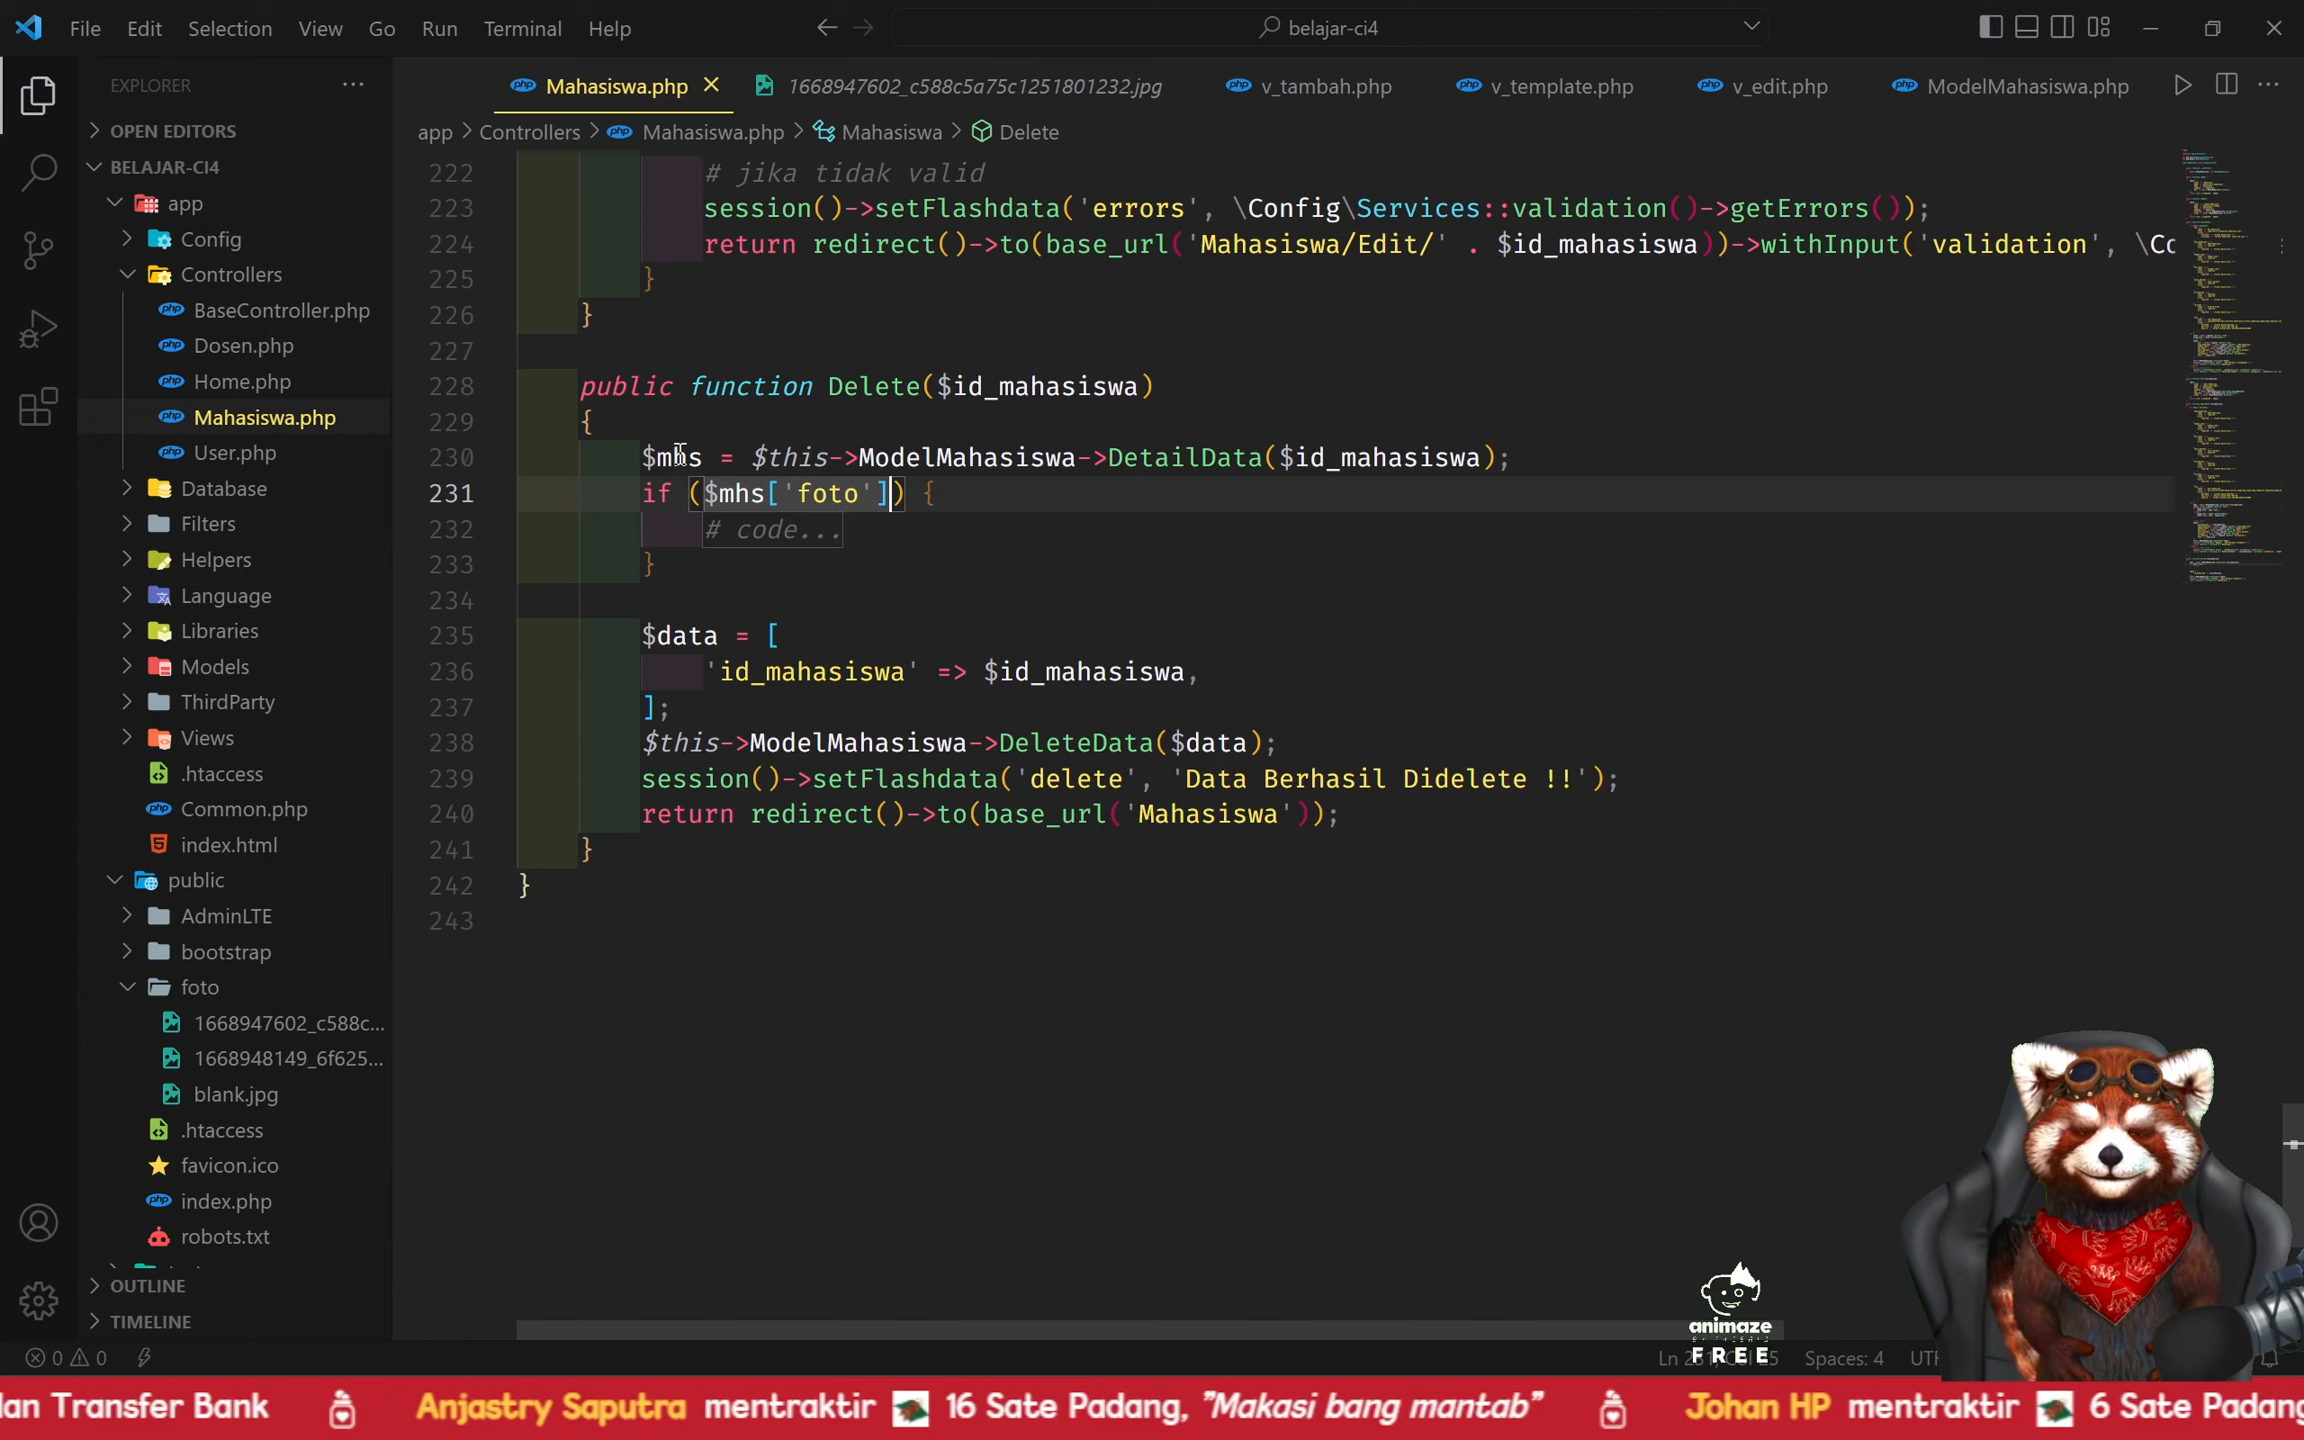 File Edit Selection View Go Run Terminal Help
belajar-ci4
EXPLORER
Mahasiswa.php
1668947602_c588c5a75c1251801232.jpg
v_tambah.php
v_template.php
v_edit.php
ModelMahasiswa.php
app > Controllers > Mahasiswa.php > Mahasiswa > Delete
OPEN EDITORS
BELAJAR-CI4
app
Config
Controllers
BaseController.php
Dosen.php
Home.php
Mahasiswa.php
User.php
Database
Filters
Helpers
Language
Libraries
Models
ThirdParty
Views
.htaccess
Common.php
index.html
public
AdminLTE
bootstrap
foto
1668947602_c588c...
1668948149_6f625...
blank.jpg
.htaccess
favicon.ico
index.php
robots.txt
OUTLINE
TIMELINE
222 # jika tidak valid
223 session()->setFlashdata('errors', \Config\Services::validation()->getErrors());
224 return redirect()->to(base_url('Mahasiswa/Edit/' . $id_mahasiswa))->withInput('validation', \Co
225 }
226 }
227
228 public function Delete($id_mahasiswa)
229 {
230 $mhs = $this->ModelMahasiswa->DetailData($id_mahasiswa);
231 if ($mhs['foto']) {
232 # code...
233 }
234
235 $data = [
236 'id_mahasiswa' => $id_mahasiswa,
237 ];
238 $this->ModelMahasiswa->DeleteData($data);
239 session()->setFlashdata('delete', 'Data Berhasil Didelete !!');
240 return redirect()->to(base_url('Mahasiswa'));
241 }
242 }
243
animaze
FREE
0 0
Spaces: 4
lan Transfer Bank Anjastry Saputra mentraktir 16 Sate Padang, "Makasi bang mantab" Johan HP mentraktir 6 Sate Padang